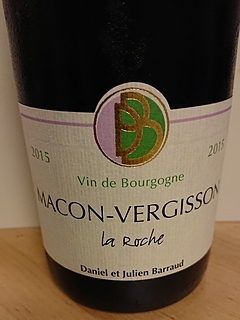 2015
2015
Vin de Bourgogne
MACON-VERGISSON
La Roche
Daniel et Julien Barraud